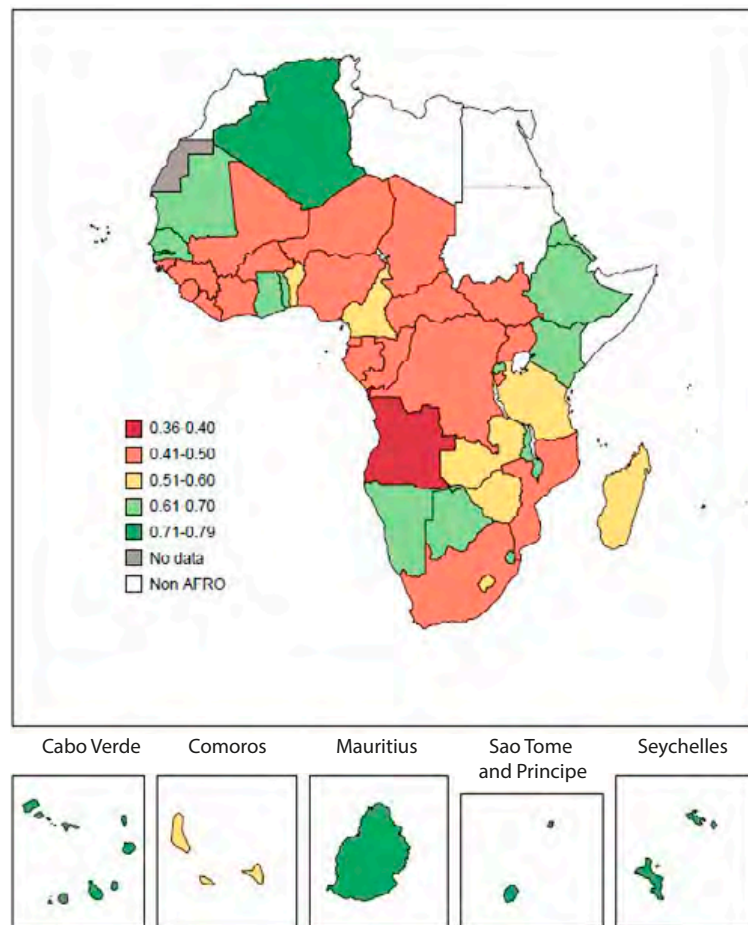 0.36-0.40
0.41-0.50
0.51-0.60
0.61-0.70
0.71-0.79
No data
Non AFRO
Cabo Verde
Comoros
Mauritius
Sao Tome
and Principe
Seychelles